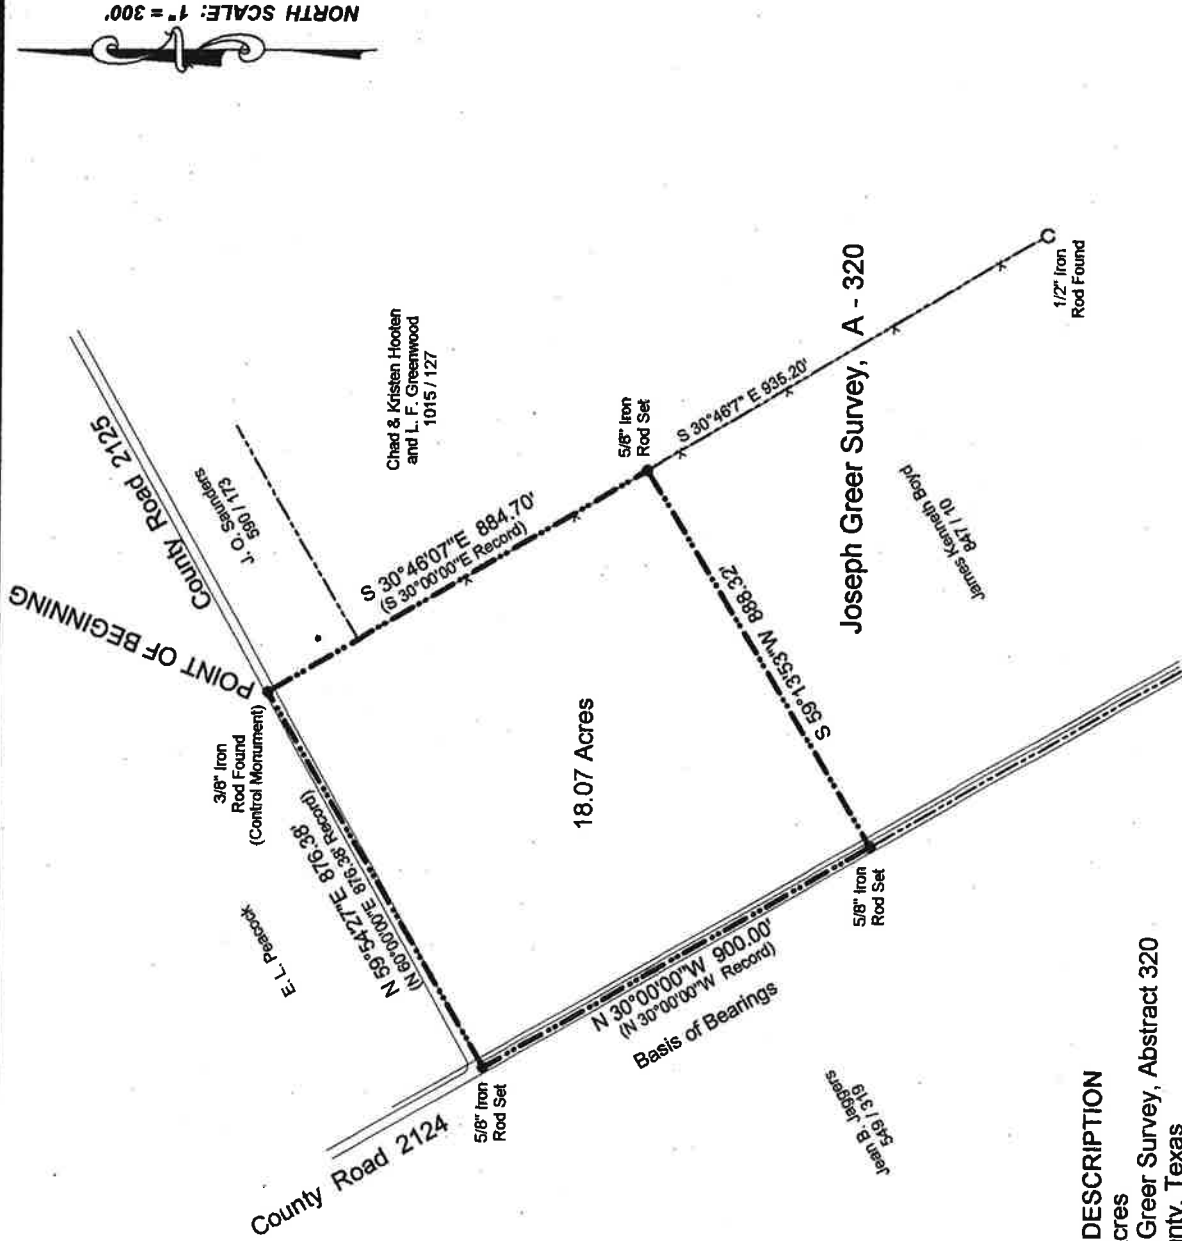 NORTH SCALE: 1" = 300'
POINT OF BEGINNING
County Road 2125
J. O. Saunders
590 / 173
Chad & Kristen Hooten
and L. F. Greenwood
1015 / 127
3/8" Iron
Rod Found
(Control Monument)
S 30°46'07"E 884.70'
(S 30°00'00"E Record)
5/8" Iron
Rod Set
S 30°46'7" E 935.20'
1/2" Iron
Rod Found
Joseph Greer Survey, A - 320
James Kenneth Boyd
847 / 10
E. L. Peacock
N 59°54'27"E 876.38'
(N 60°00'00"E 876.38' Record)
18.07 Acres
S 59°13'53"W 888.32'
5/8" Iron
Rod Set
N 30°00'00"W 900.00'
(N 30°00'00"W Record)
Basis of Bearings
5/8" Iron
Rod Set
County Road 2124
Jean B. Jaggers
549 / 319
DESCRIPTION
cres
Greer Survey, Abstract 320
nty, Texas